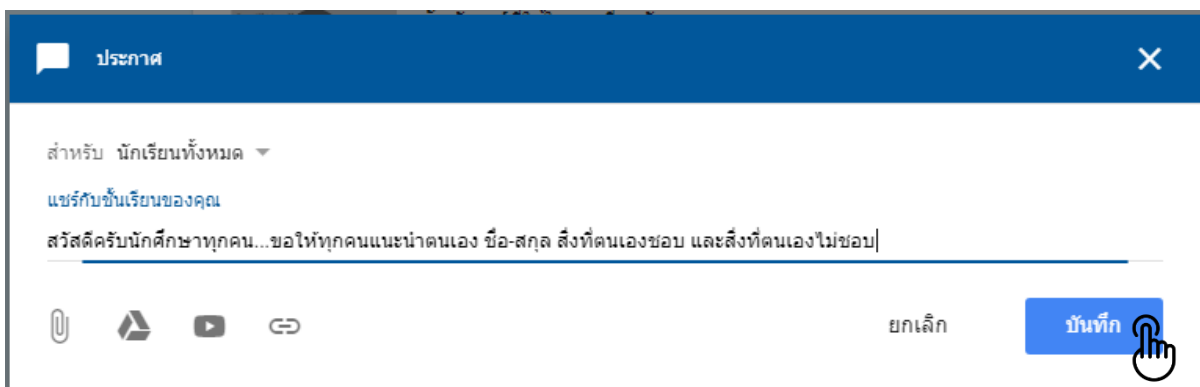 ประกาศ
สำหรับ นักเรียนทั้งหมด
แชร์กับชั้นเรียนของคุณ
สวัสดีครับนักศึกษาทุกคน...ขอให้ทุกคนแนะนำตนเอง ชื่อ-สกุล สิ่งที่ตนเองชอบ และสิ่งที่ตนเองไม่ชอบ
ยกเลิก บันทึก